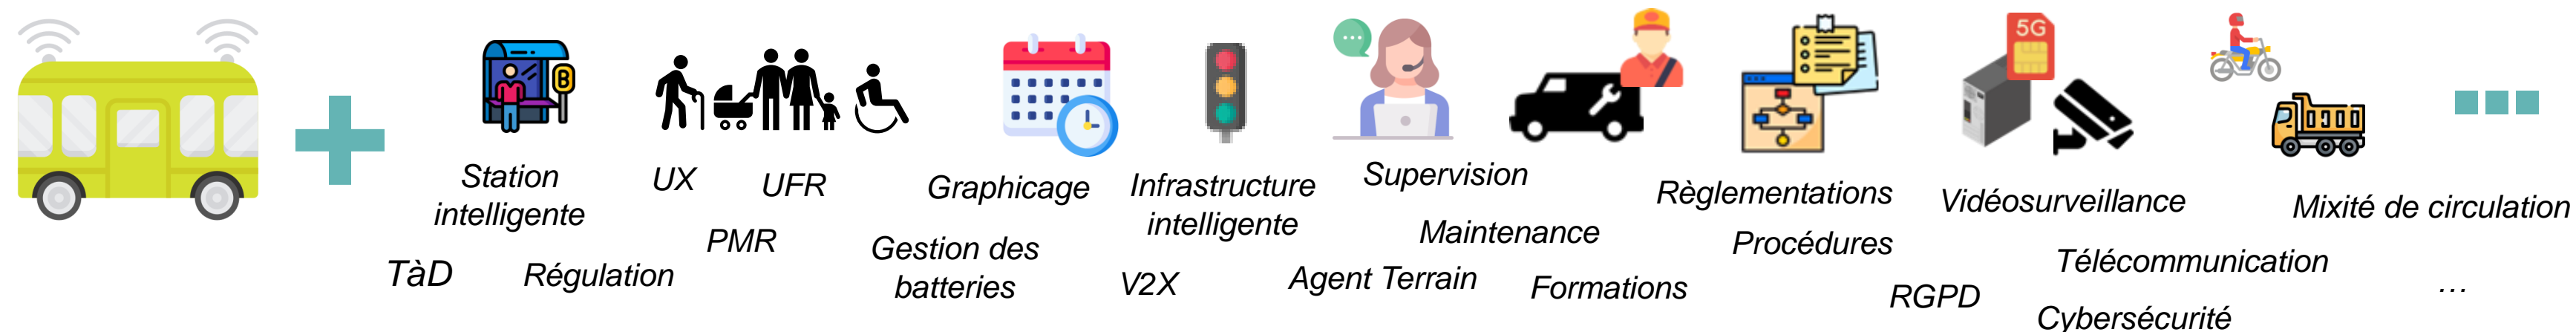 B
5G
Station
intelligente
UX
UFR
Graphicage
Infrastructure
intelligente
Supervision
Règlementations
Vidéosurveillance
Mixité de circulation
PMR
Gestion des
batteries
Maintenance
Procédures
TàD
Régulation
V2X
Agent Terrain
Formations
RGPD
Télécommunication
Cybersécurité
…